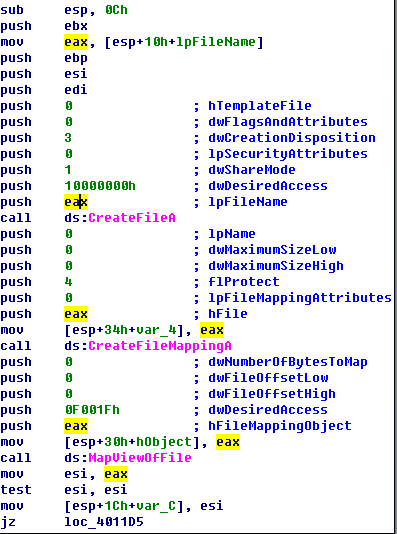 sub esp, 0Ch
push ebx
mov eax, [esp+10h+lpFileName]
push ebp
push esi
push edi
push 0 ; hTemplateFile
push 0 ; dwFlagsAndAttributes
push 3 ; dwCreationDisposition
push 0 ; lpSecurityAttributes
push 1 ; dwShareMode
push 10000000h ; dwDesiredAccess
push eax ; lpFileName
call ds:CreateFileA
push 0 ; lpName
push 0 ; dwMaximumSizeLow
push 0 ; dwMaximumSizeHigh
push 4 ; flProtect
push 0 ; lpFileMappingAttributes
push eax ; hFile
mov [esp+34h+var_4], eax
call ds:CreateFileMappingA
push 0 ; dwNumberOfBytesToMap
push 0 ; dwFileOffsetLow
push 0 ; dwFileOffsetHigh
push 0F001Fh ; dwDesiredAccess
push eax ; hFileMappingObject
mov [esp+30h+hObject], eax
call ds:MapViewOfFile
mov esi, eax
test esi, esi
mov [esp+1Ch+var_C], esi
jz loc_4011D5